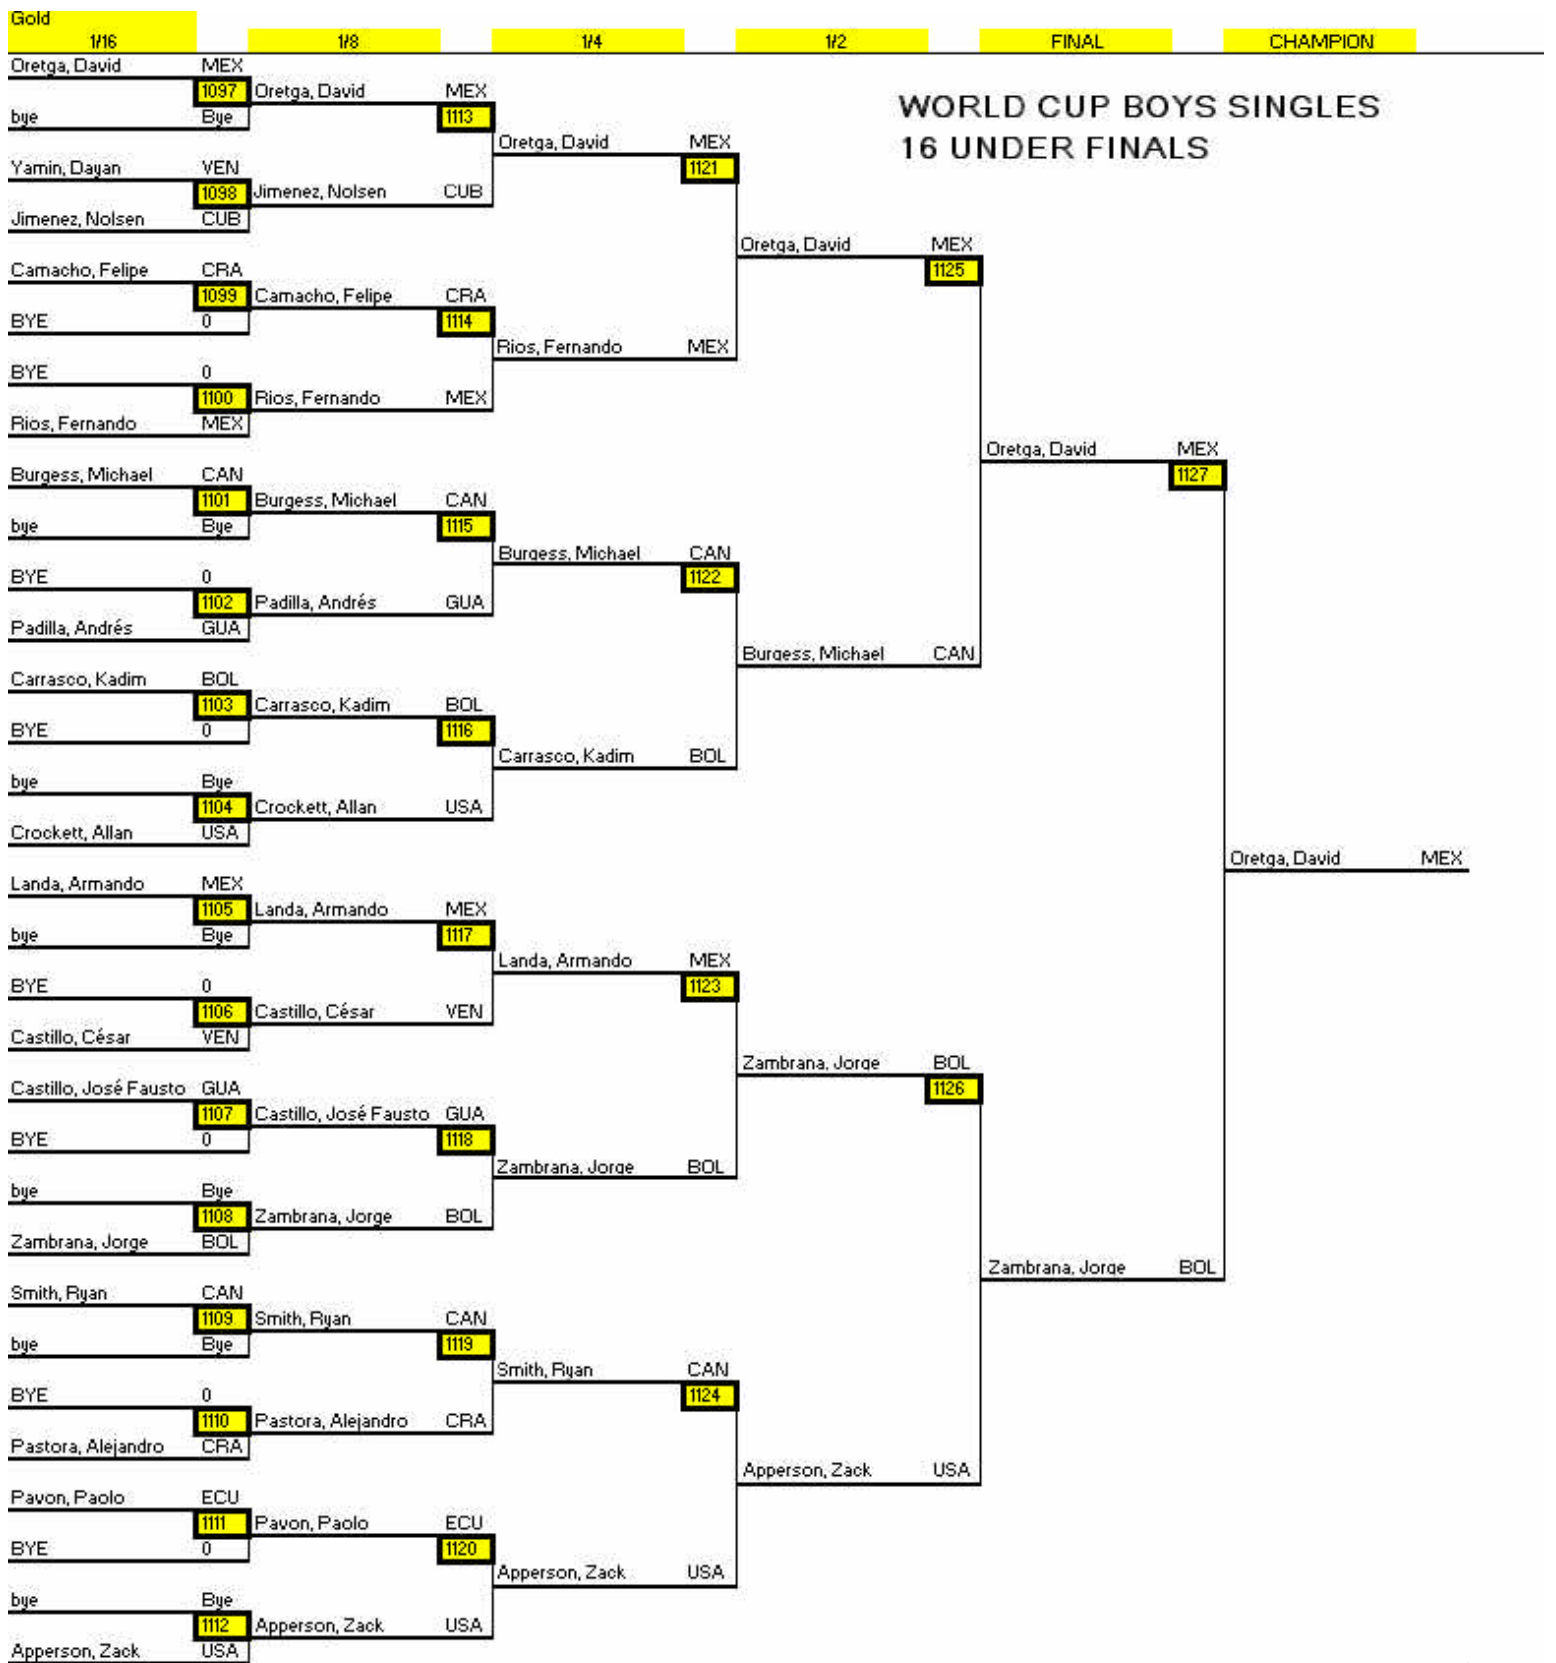 Gold
1/16 1/8 1/4 1/2 FINAL CHAMPION
Oretga, David MEX
1097 Oretga, David MEX
WORLD CUP BOYS SINGLES
bye Bye 1113
Oretga, David MEX
16 UNDER FINALS
Yamin, Dayan VEN 1121
1098 Jimenez, Nolsen CUB
Jimenez, Nolsen CUB
Oretga, David MEX
Camacho, Felipe CRA 1125
1099 Camacho, Felipe CRA
BYE 0 1114
Rios, Fernando MEX
BYE 0
1100 Rios, Fernando MEX
Rios, Fernando MEX
Oretga, David MEX
Burgess, Michael CAN 1127
1101 Burgess, Michael CAN
bye Bye 1115
Burgess, Michael CAN
BYE 0 1122
1102 Padilla, Andrés GUA
Padilla, Andrés GUA
Burgess, Michael CAN
Carrasco, Kadim BOL
1103 Carrasco, Kadim BOL
BYE 0 1116
Carrasco, Kadim BOL
bye Bye
1104 Crockett, Allan USA
Crockett, Allan USA
Oretga, David MEX
Landa, Armando MEX
1105 Landa, Armando MEX
bye Bye 1117
Landa, Armando MEX
BYE 0 1123
1106 Castillo, César VEN
Castillo, César VEN
Zambrana, Jorge BOL
Castillo, José Fausto GUA 1126
1107 Castillo, José Fausto GUA
BYE 0 1118
Zambrana, Jorge BOL
bye Bye
1108 Zambrana, Jorge BOL
Zambrana, Jorge BOL
Zambrana, Jorge BOL
Smith, Ryan CAN
1109 Smith, Ryan CAN
bye Bye 1119
Smith, Ryan CAN
BYE 0 1124
1110 Pastora, Alejandro CRA
Pastora, Alejandro CRA
Apperson, Zack USA
Pavon, Paolo ECU
1111 Pavon, Paolo ECU
BYE 0 1120
Apperson, Zack USA
bye Bye
1112 Apperson, Zack USA
Apperson, Zack USA